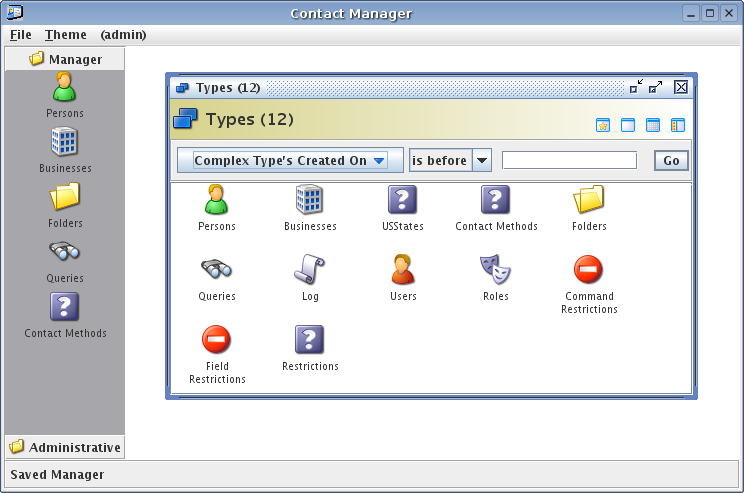 Contact Manager
File Theme (admin)
Manager
Persons
Businesses
Folders
Queries
Contact Methods
Administrative
Types (12)
Types (12)
Complex Type's Created On is before Go
Persons Businesses USStates Contact Methods Folders
Queries Log Users Roles Command
Restrictions
Field Restrictions
Restrictions
Saved Manager